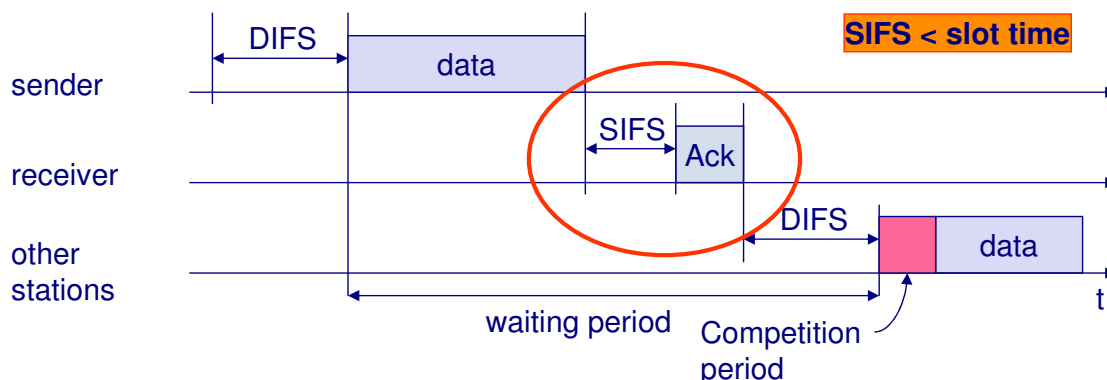 DIFS
SIFS < slot time
data
sender
SIFS
Ack
receiver
DIFS
data
other
stations
t
waiting period
Competition
period